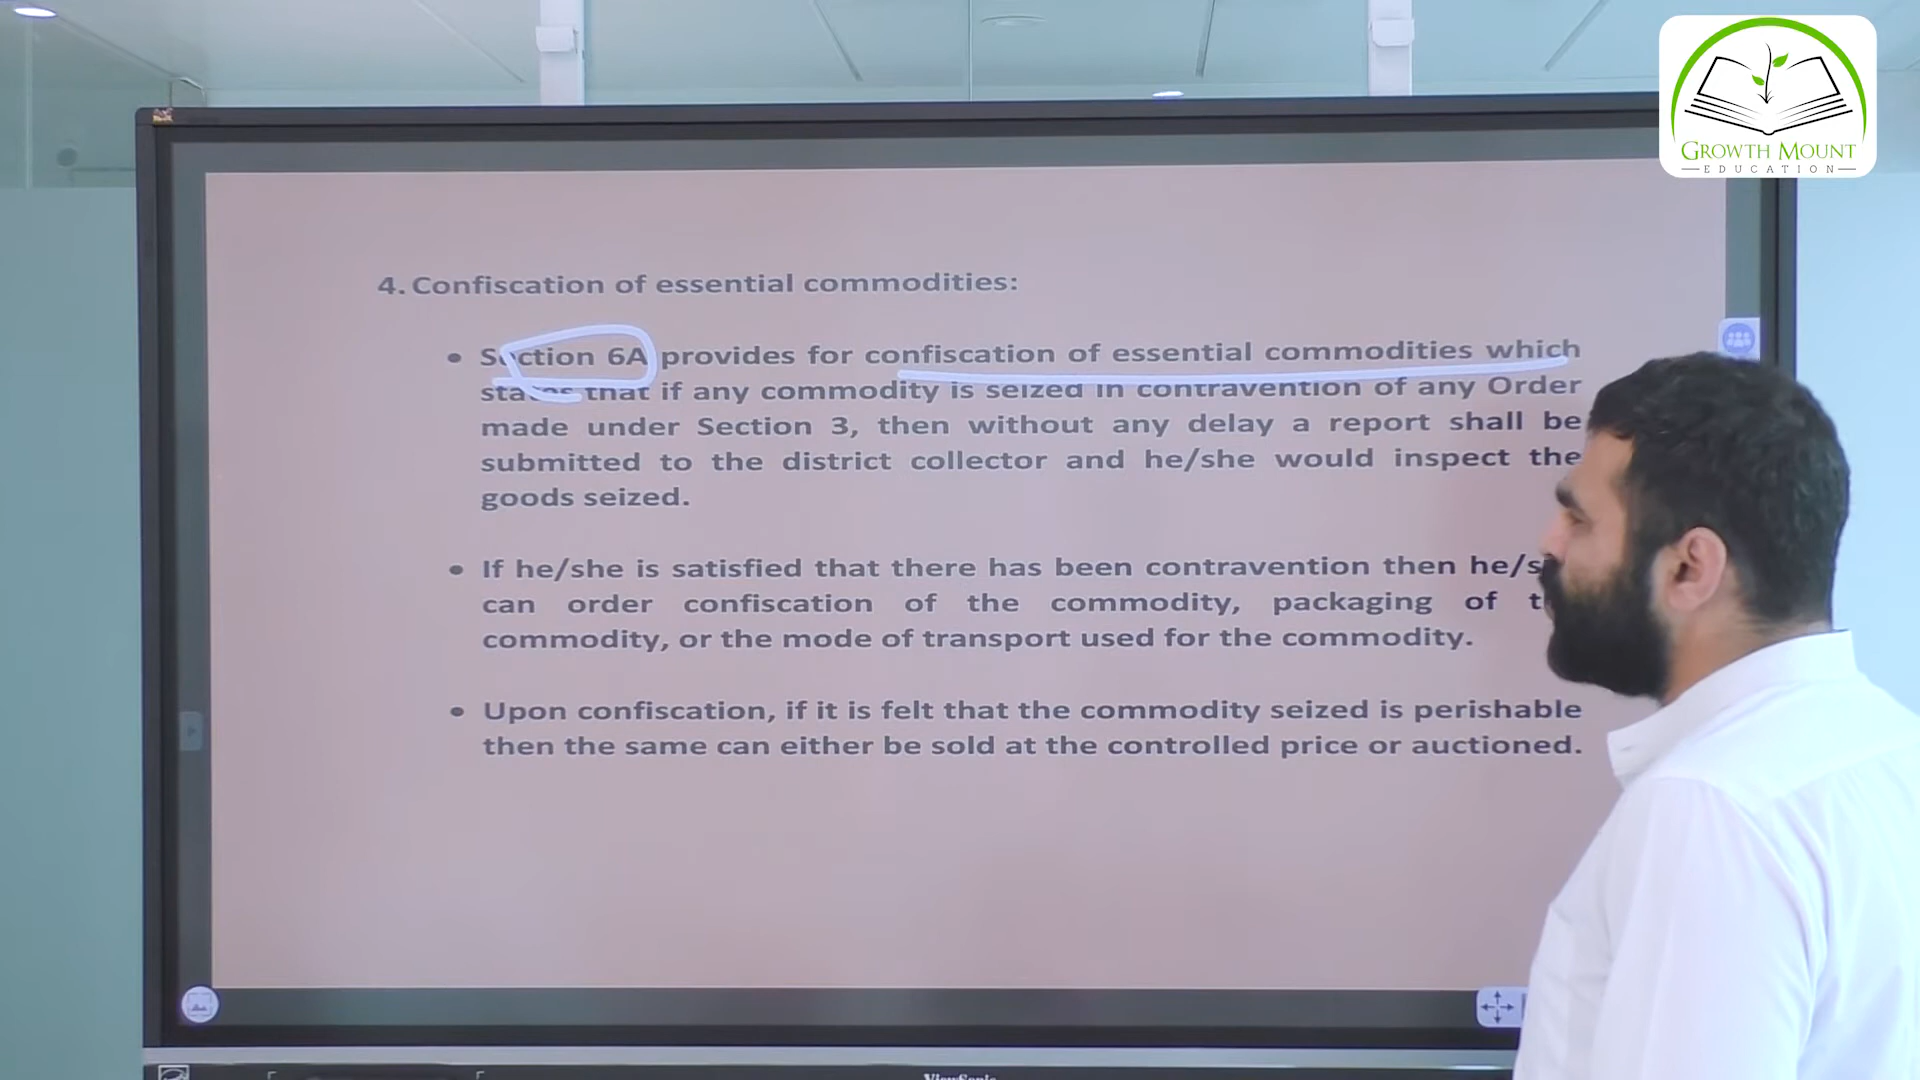 GROWTH MOUNT
EDUCATION
4. Confiscation of essential commodities:
• Section 6A provides for confiscation of essential commodities which
states that if any commodity is seized in contravention of any Order
made under Section 3, then without any delay a report shall be
submitted to the district collector and he/she would inspect the
goods seized.
• If he/she is satisfied that there has been contravention then
can order confiscation of the commodity, packaging of
commodity, or the mode of transport used for the commodity.
• Upon confiscation, if it is felt that the commodity seized is perishable
then the same can either be sold at the controlled price or auctioned.
ViewSonic